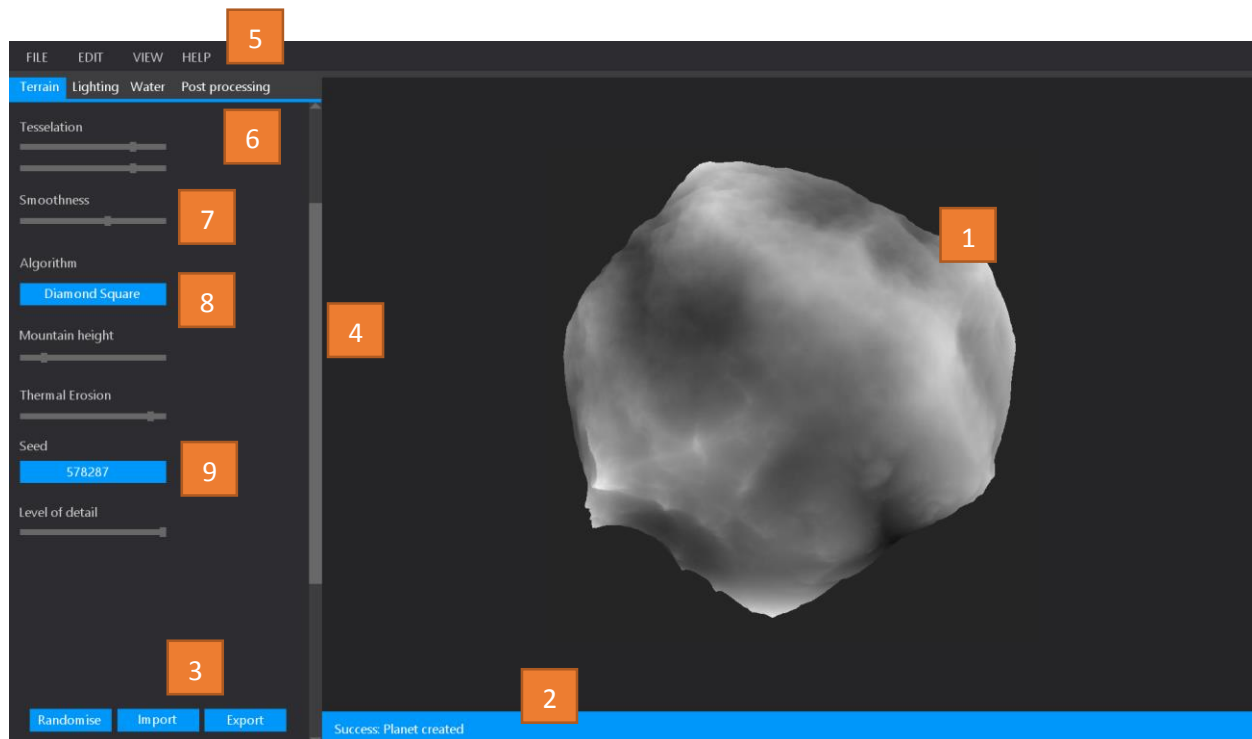 5
FILE EDIT VIEW HELP
Terrain Lighting Water Post processing
Tesselation
6
Smoothness
7
1
Algorithm
Diamond Square
8
4
Mountain height
Thermal Erosion
Seed
578287
9
Level of detail
3
2
Randomise Import Export
Success: Planet created